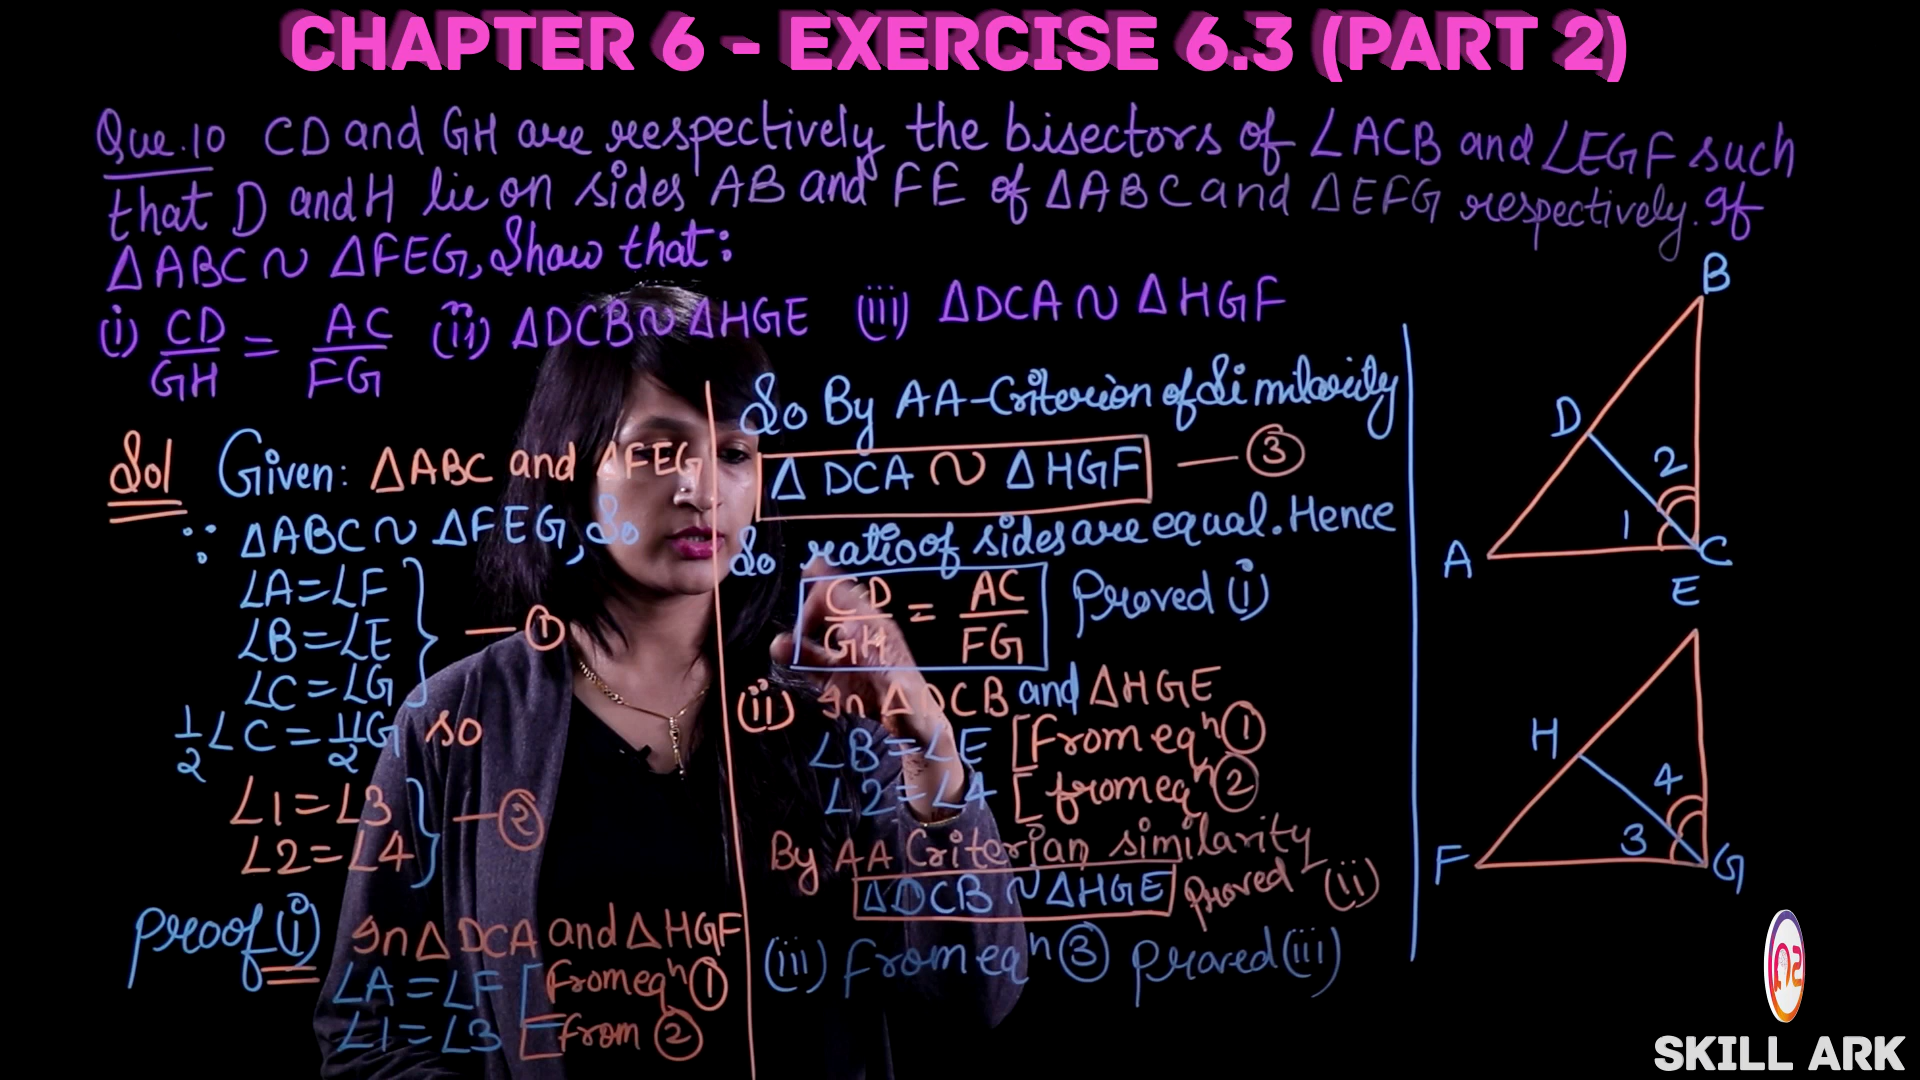 CHAPTER 6 - EXERCISE 6.3 (PART 2)
Que.10 CD and GH are respectively the bisectors of ∠ACB and ∠EGF such
that D and H lie on sides AB and FE of ΔABC and ΔEFG respectively. If
ΔABC ~ ΔFEG, Show that:
(i) CD/GH = AC/FG (ii) ΔDCB ~ ΔHGE (iii) ΔDCA ~ ΔHGF
Sol Given: ΔABC and ΔFEG
∵ ΔABC ~ ΔFEG, So
∠A = ∠F
∠B = ∠E
∠C = ∠G
— ①
1/2 ∠C = 1/2 ∠G so
∠1 = ∠3
∠2 = ∠4
— ②
Proof (i) In Δ DCA and Δ HGF
∠A = ∠F [From eqⁿ ①
∠1 = ∠3 [from ②
So By AA-Criterion of Similarity
Δ DCA ~ Δ HGF — ③
So ratio of sides are equal. Hence
CD/GH = AC/FG Proved (i)
(ii) In ΔDCB and ΔHGE
∠B = ∠E [From eqⁿ ①
∠2 = ∠4 [from eqⁿ ②
By AA Criterian similarity
ΔDCB ~ ΔHGE Proved (ii)
(iii) From eqⁿ ③ Proved (iii)
B
D
2
1
A
C
E
H
4
3
F
G
SKILL ARK